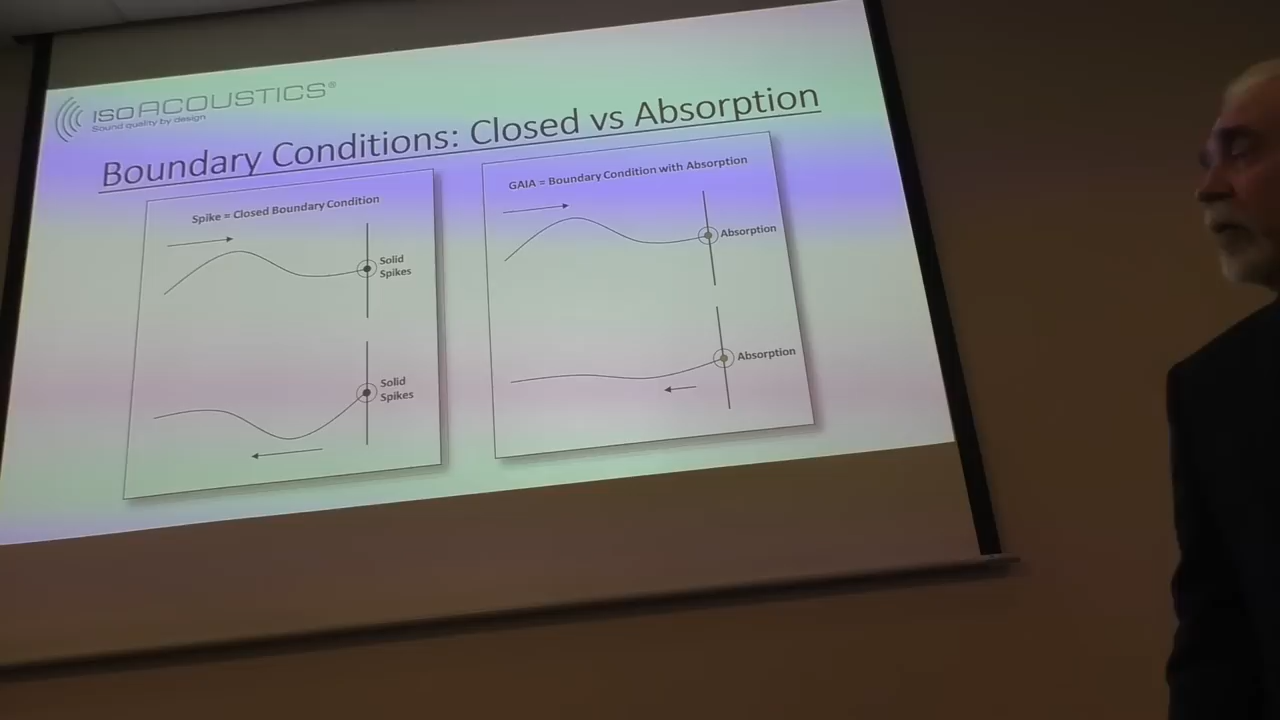 ISOACOUSTICS®
Sound quality by design
Boundary Conditions: Closed vs Absorption
Spike = Closed Boundary Condition
Solid
Spikes
Solid
Spikes
GAIA = Boundary Condition with Absorption
Absorption
Absorption